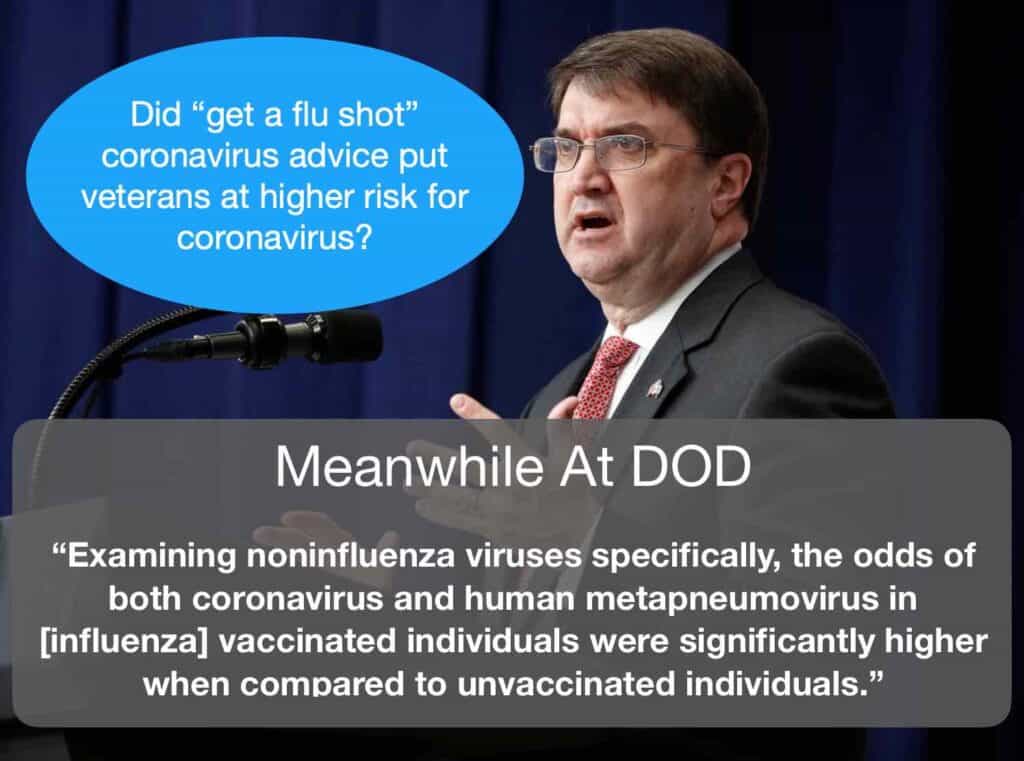 Did “get a flu shot”
coronavirus advice put
veterans at higher risk for
coronavirus?
Meanwhile At DOD
“Examining noninfluenza viruses specifically, the odds of
both coronavirus and human metapneumovirus in
[influenza] vaccinated individuals were significantly higher
when compared to unvaccinated individuals.”